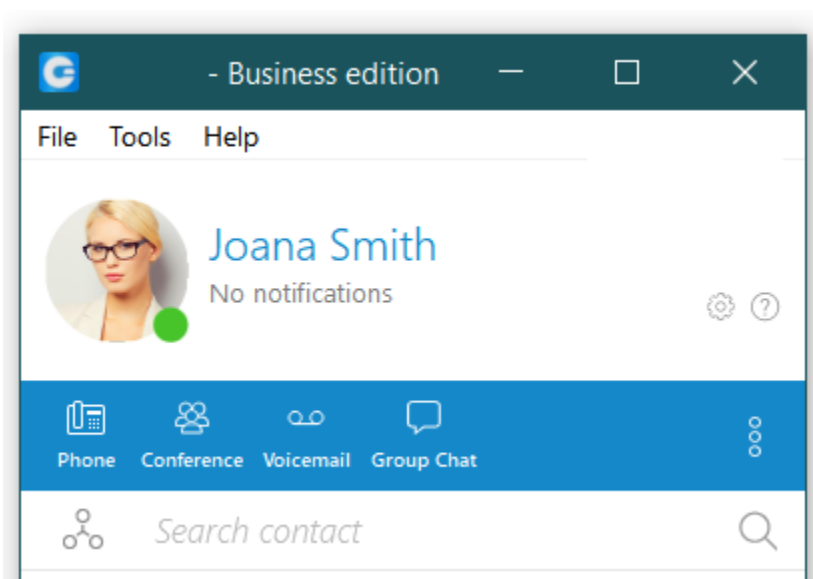 - Business edition
File Tools Help
Joana Smith
No notifications
Phone Conference Voicemail Group Chat
Search contact